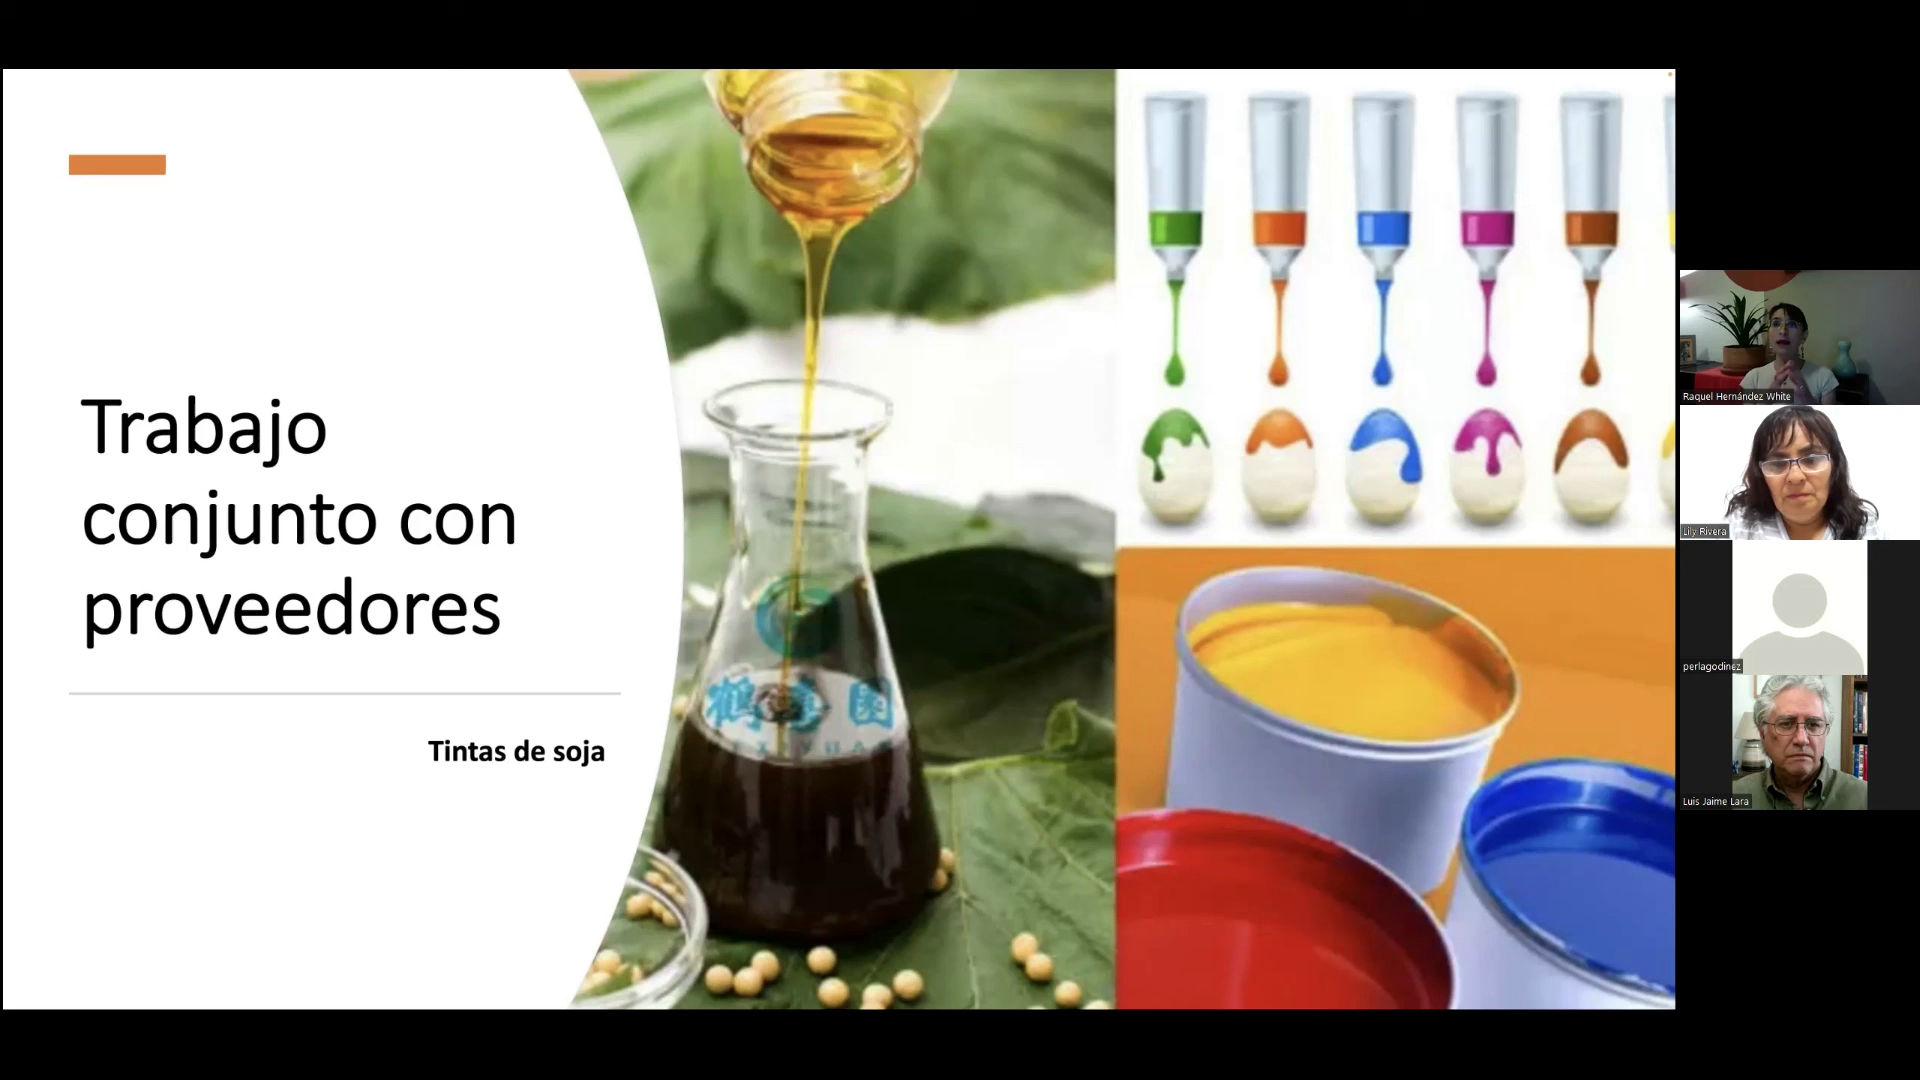 Trabajo
conjunto con
proveedores
Tintas de soja
Raquel Hernández White
Lily Rivera
perlagodinez
Luis Jaime Lara